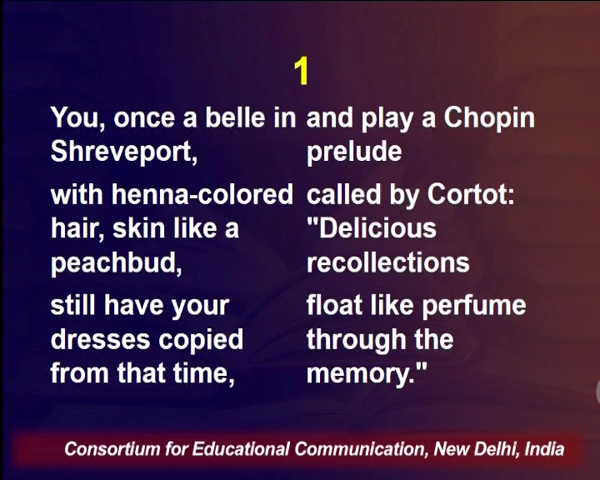 1
You, once a belle in
Shreveport,
with henna-colored
hair, skin like a
peachbud,
still have your
dresses copied
from that time,
and play a Chopin
prelude
called by Cortot:
"Delicious
recollections
float like perfume
through the
memory."
Consortium for Educational Communication, New Delhi, India